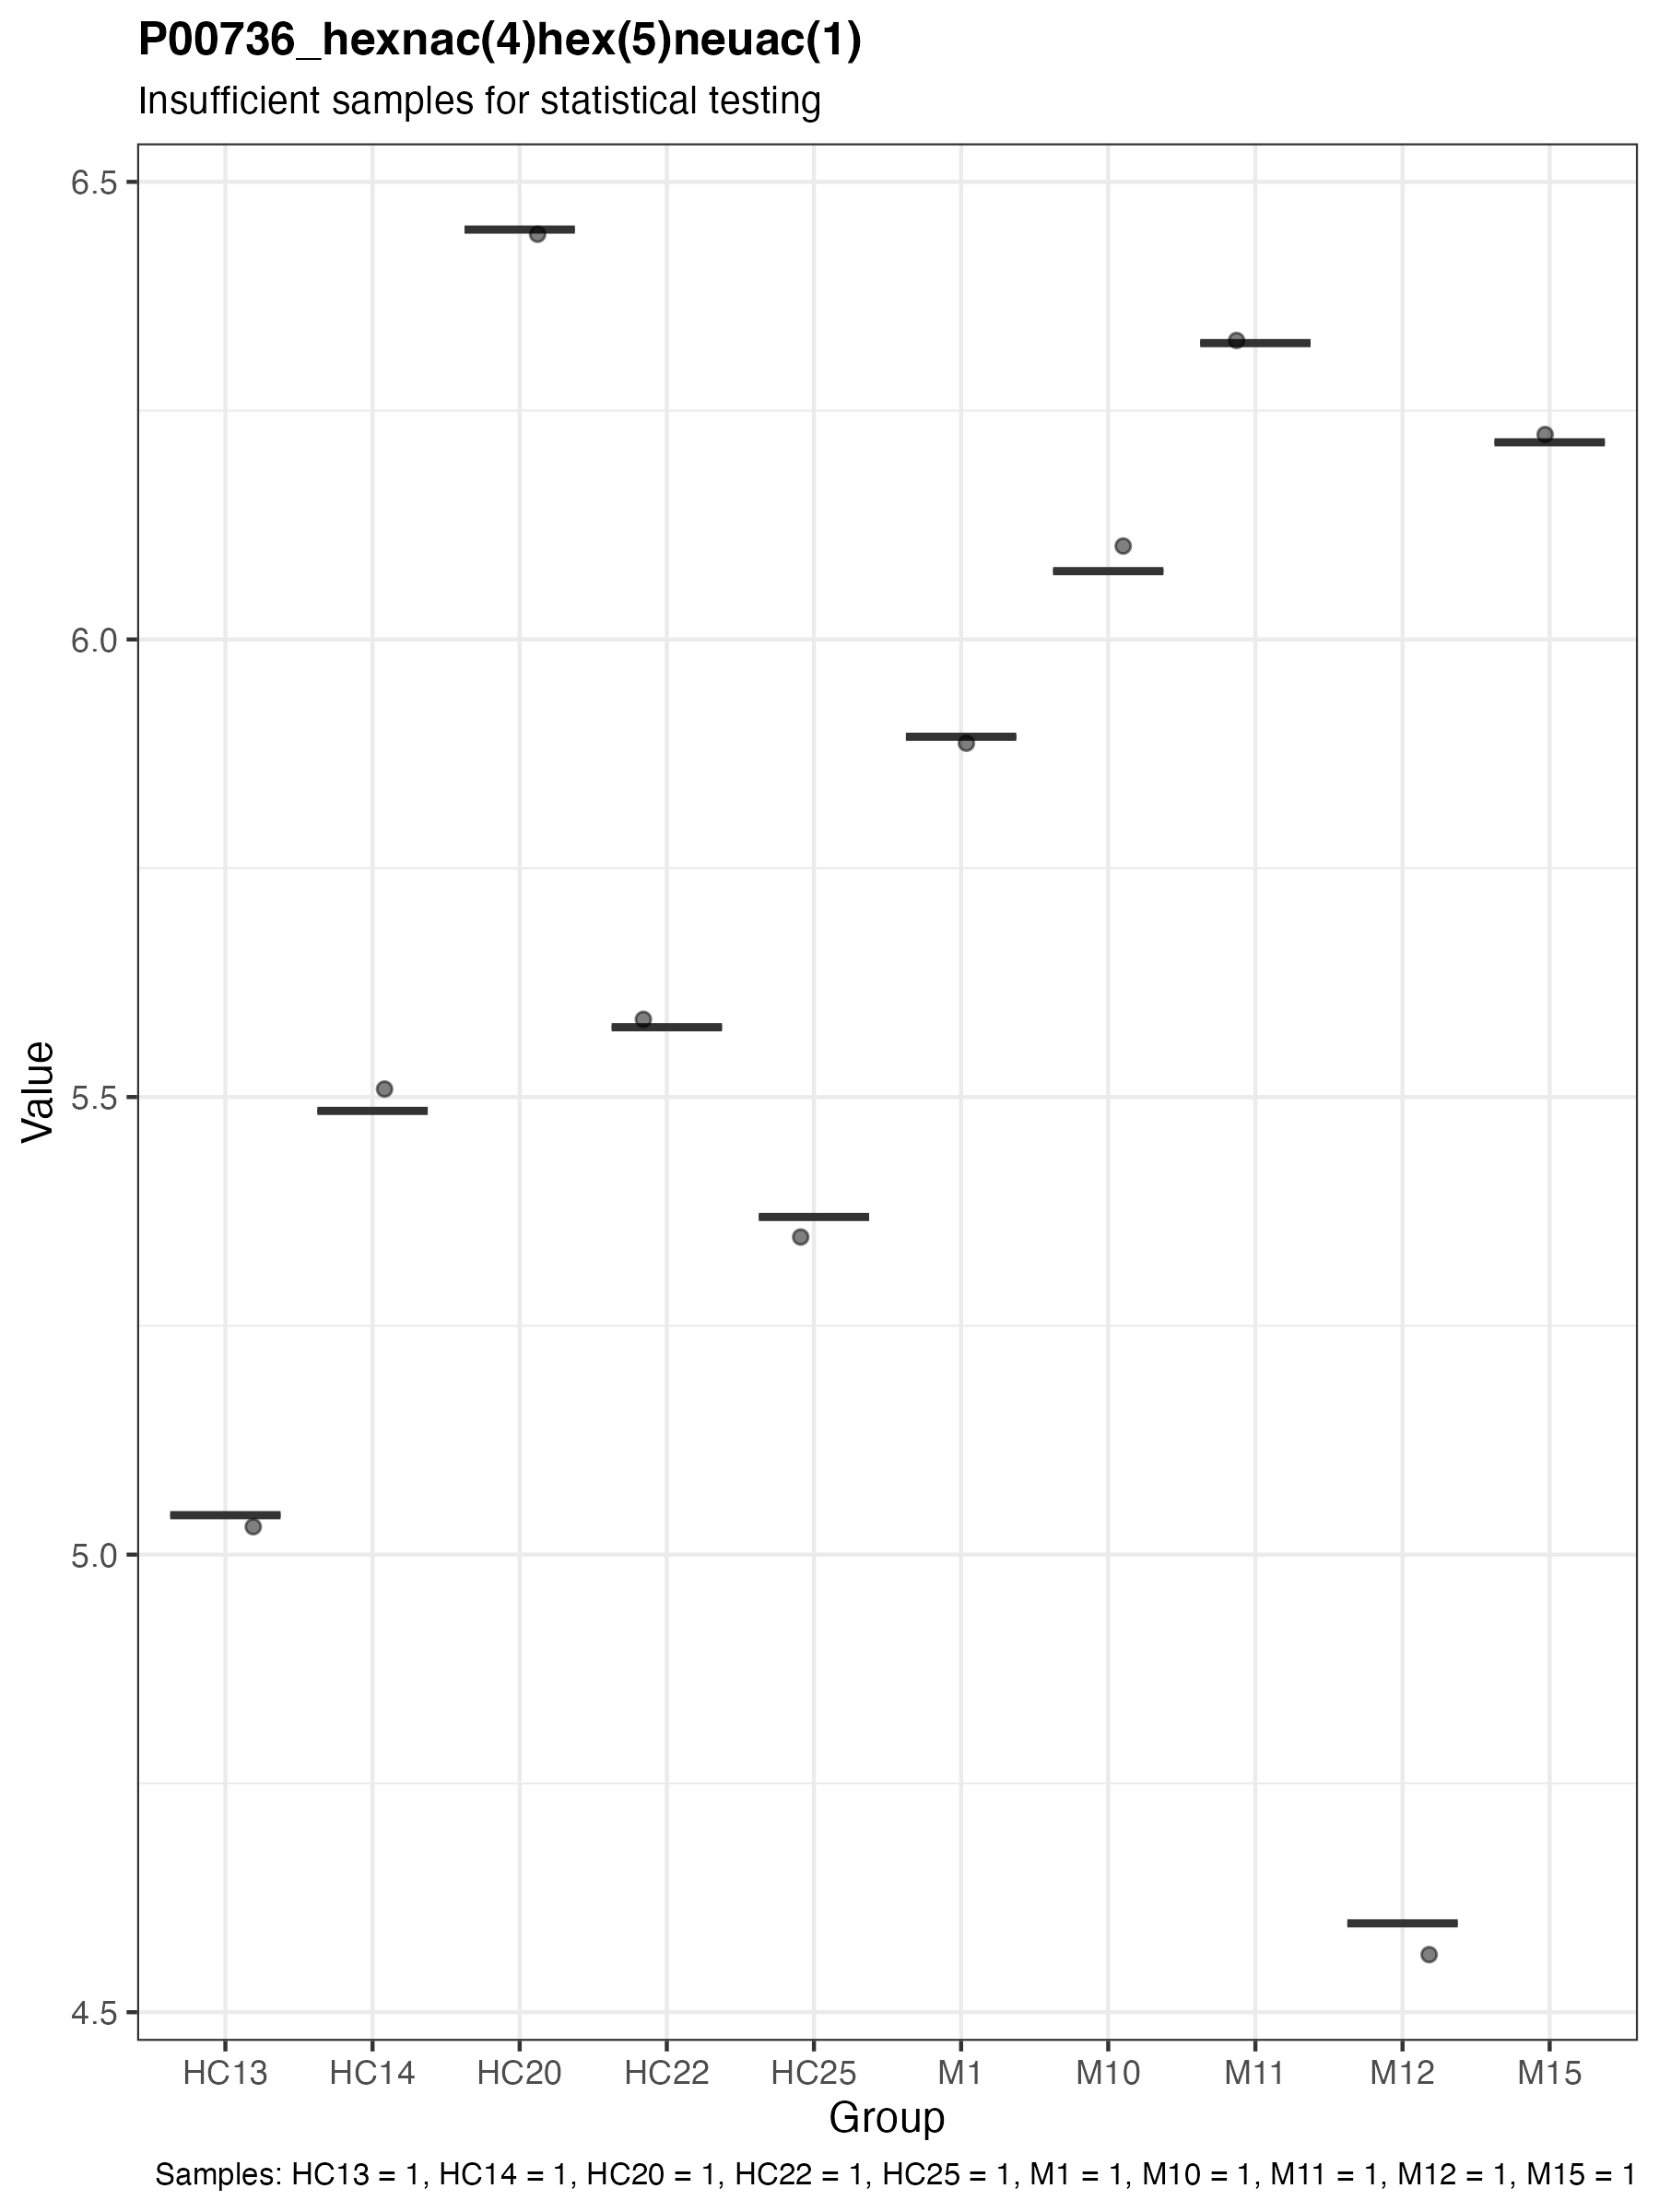 P00736_hexnac(4)hex(5)neuac(1)
Insufficient samples for statistical testing
6.5
6.0
5.5
5.0
4.5
Value
HC13 HC14 HC20 HC22 HC25 M1 M10 M11 M12 M15
Group
Samples: HC13 = 1, HC14 = 1, HC20 = 1, HC22 = 1, HC25 = 1, M1 = 1, M10 = 1, M11 = 1, M12 = 1, M15 = 1